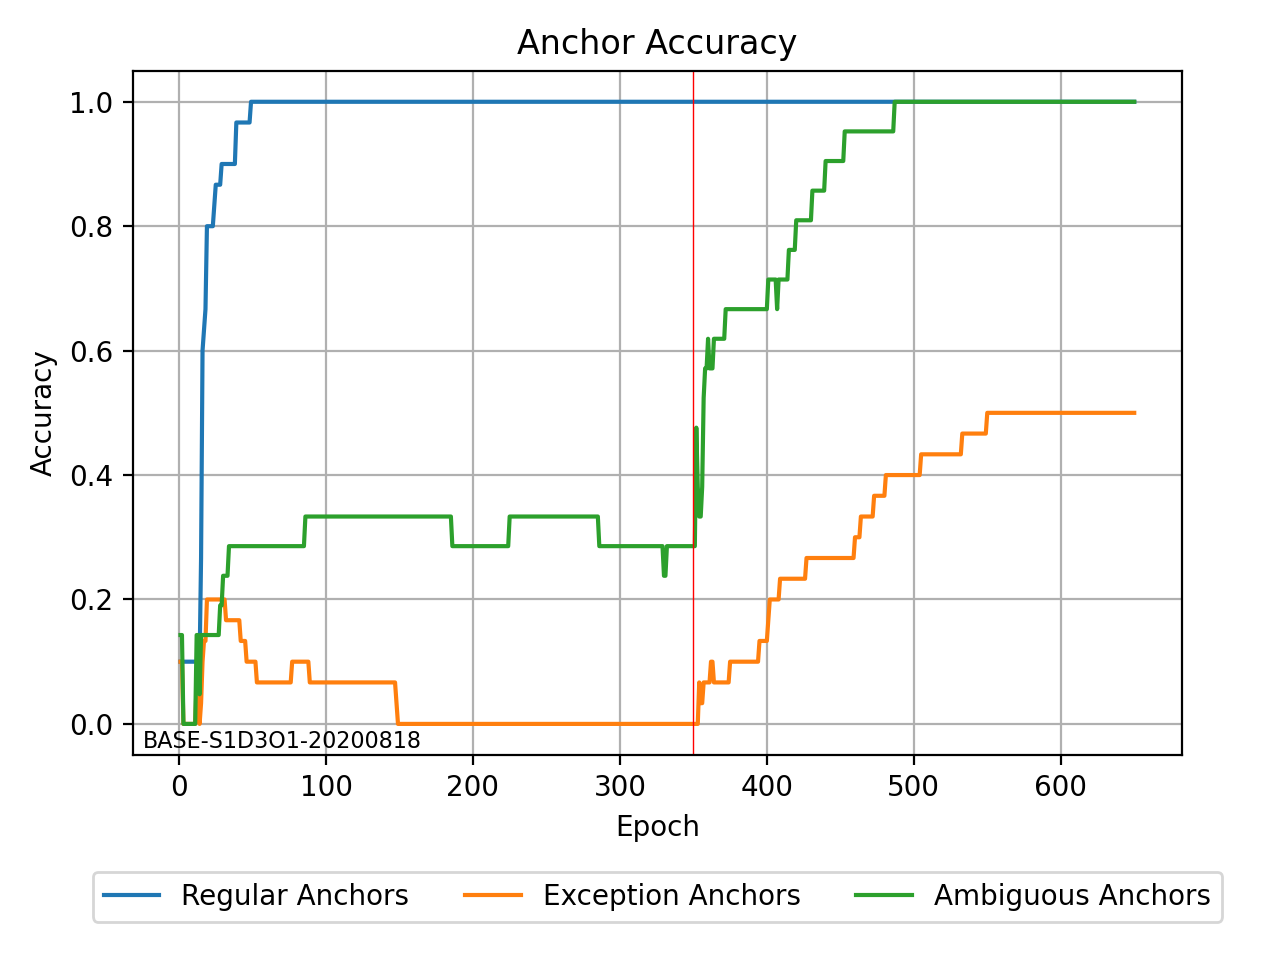 Anchor Accuracy
1.0
0.8
0.6
0.4
0.2
0.0
Accuracy
BASE-S1D3O1-20200818
0 100 200 300 400 500 600
Epoch
Regular Anchors Exception Anchors Ambiguous Anchors